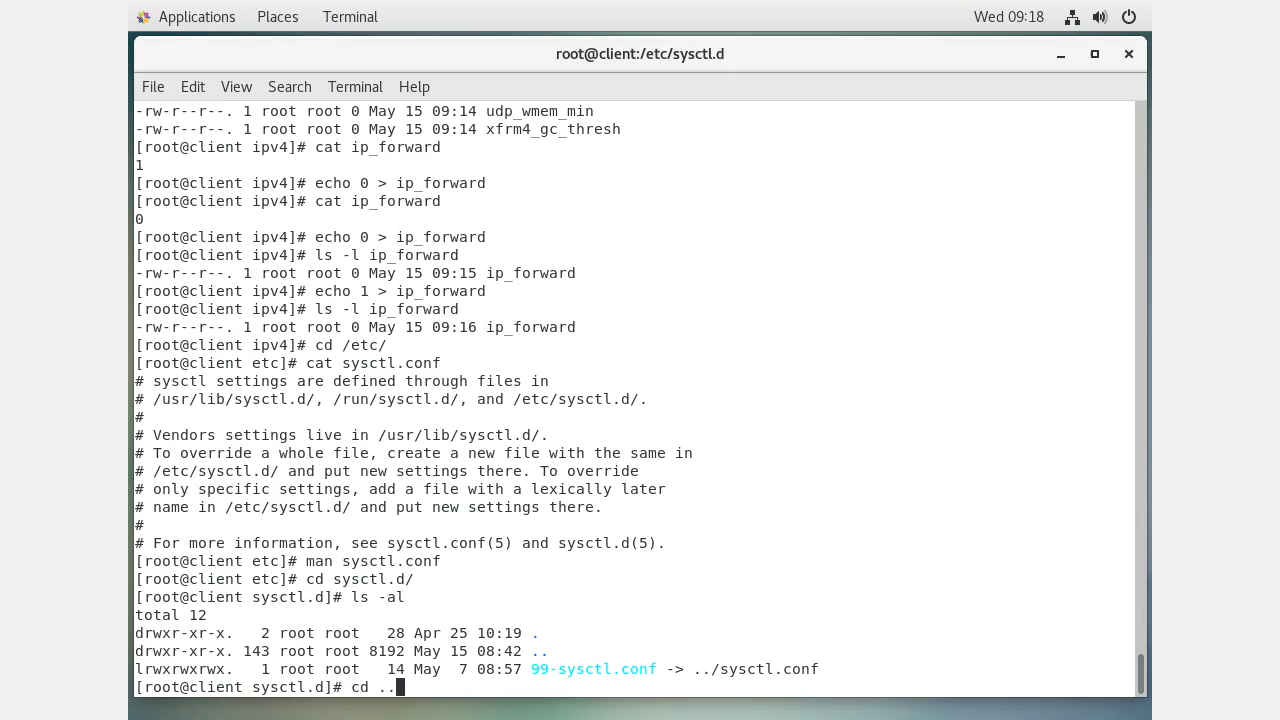 Applications Places Terminal Wed 09:18
root@client:/etc/sysctl.d
File Edit View Search Terminal Help
-rw-r--r--. 1 root root 0 May 15 09:14 udp_wmem_min
-rw-r--r--. 1 root root 0 May 15 09:14 xfrm4_gc_thresh
[root@client ipv4]# cat ip_forward
1
[root@client ipv4]# echo 0 > ip_forward
[root@client ipv4]# cat ip_forward
0
[root@client ipv4]# echo 0 > ip_forward
[root@client ipv4]# ls -l ip_forward
-rw-r--r--. 1 root root 0 May 15 09:15 ip_forward
[root@client ipv4]# echo 1 > ip_forward
[root@client ipv4]# ls -l ip_forward
-rw-r--r--. 1 root root 0 May 15 09:16 ip_forward
[root@client ipv4]# cd /etc/
[root@client etc]# cat sysctl.conf
# sysctl settings are defined through files in
# /usr/lib/sysctl.d/, /run/sysctl.d/, and /etc/sysctl.d/.
#
# Vendors settings live in /usr/lib/sysctl.d/.
# To override a whole file, create a new file with the same in
# /etc/sysctl.d/ and put new settings there. To override
# only specific settings, add a file with a lexically later
# name in /etc/sysctl.d/ and put new settings there.
#
# For more information, see sysctl.conf(5) and sysctl.d(5).
[root@client etc]# man sysctl.conf
[root@client etc]# cd sysctl.d/
[root@client sysctl.d]# ls -al
total 12
drwxr-xr-x.   2 root root   28 Apr 25 10:19 .
drwxr-xr-x. 143 root root 8192 May 15 08:42 ..
lrwxrwxrwx.   1 root root   14 May  7 08:57 99-sysctl.conf -> ../sysctl.conf
[root@client sysctl.d]# cd ..